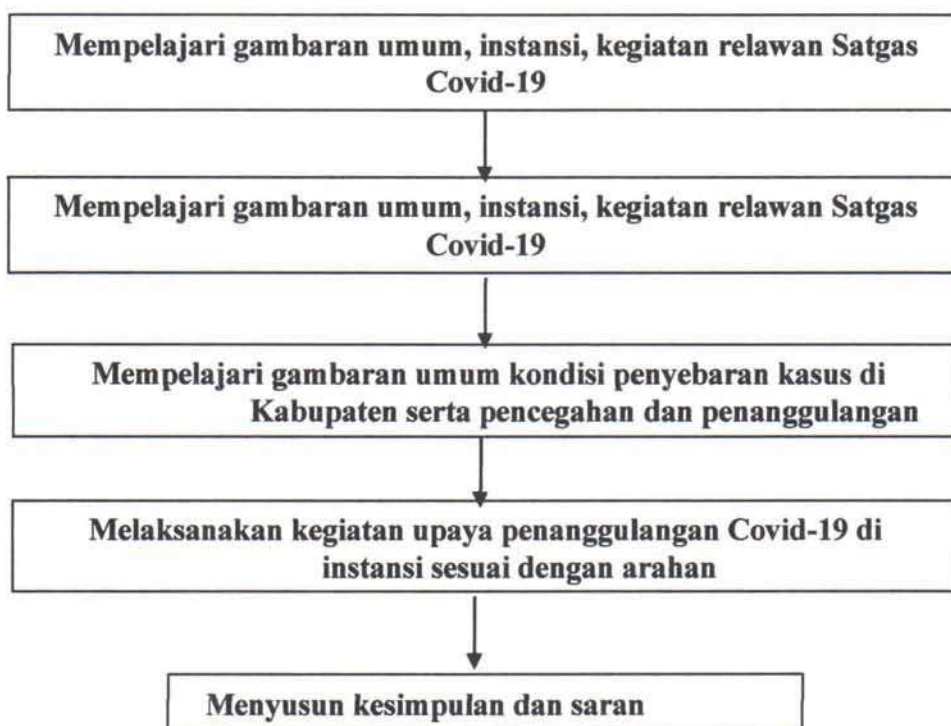 Mempelajari gambaran umum, instansi, kegiatan relawan Satgas
Covid-19
Mempelajari gambaran umum, instansi, kegiatan relawan Satgas
Covid-19
Mempelajari gambaran umum kondisi penyebaran kasus di
Kabupaten serta pencegahan dan penanggulangan
Melaksanakan kegiatan upaya penanggulangan Covid-19 di
instansi sesuai dengan arahan
Menyusun kesimpulan dan saran